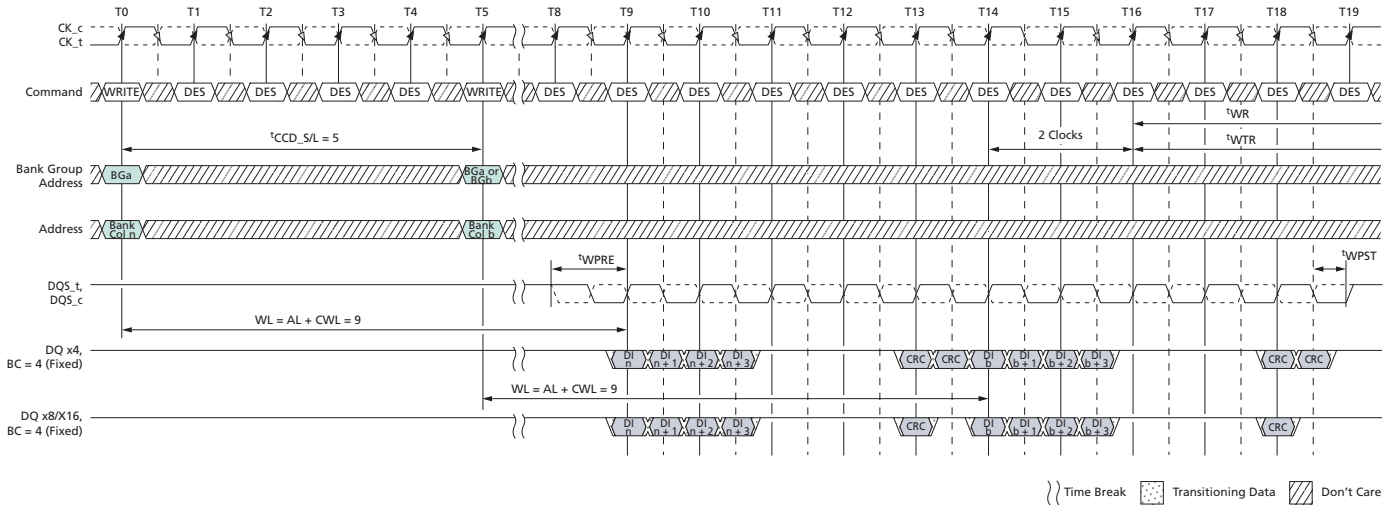 T0 T1 T2 T3 T4 T5 T8 T9 T10 T11 T12 T13 T14 T15 T16 T17 T18 T19
CK_c
CK_t
Command WRITE DES DES DES DES WRITE DES DES DES DES DES DES DES DES DES DES DES DES
tWR
tCCD_S/L = 5
2 Clocks
tWTR
Bank Group
Address
BGa
BGa or
BGb
Address
Bank
Col n
Bank
Col b
tWPRE
tWPST
DQS_t,
DQS_c
WL = AL + CWL = 9
DQ x4,
BC = 4 (Fixed)
DI
n
DI
n + 1
DI
n + 2
DI
n + 3
CRC CRC
DI
b
DI
b + 1
DI
b + 2
DI
b + 3
CRC CRC
WL = AL + CWL = 9
DQ x8/X16,
BC = 4 (Fixed)
DI
n
DI
n + 1
DI
n + 2
DI
n + 3
CRC
DI
b
DI
b + 1
DI
b + 2
DI
b + 3
CRC
Time Break Transitioning Data Don't Care